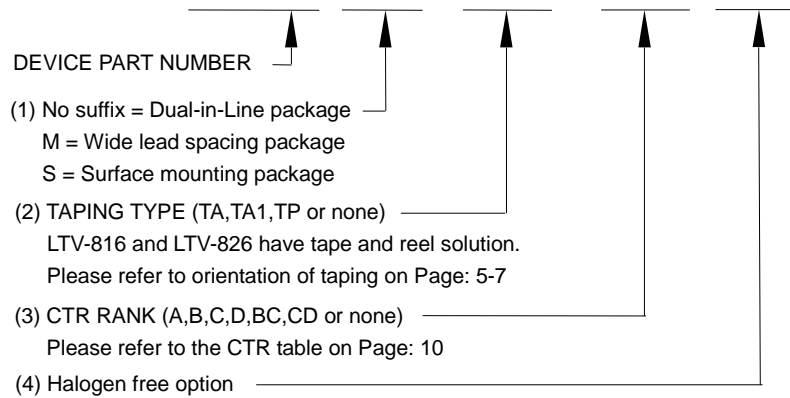 DEVICE PART NUMBER
(1) No suffix = Dual-in-Line package
M = Wide lead spacing package
S = Surface mounting package
(2) TAPING TYPE (TA,TA1,TP or none)
LTV-816 and LTV-826 have tape and reel solution.
Please refer to orientation of taping on Page: 5-7
(3) CTR RANK (A,B,C,D,BC,CD or none)
Please refer to the CTR table on Page: 10
(4) Halogen free option